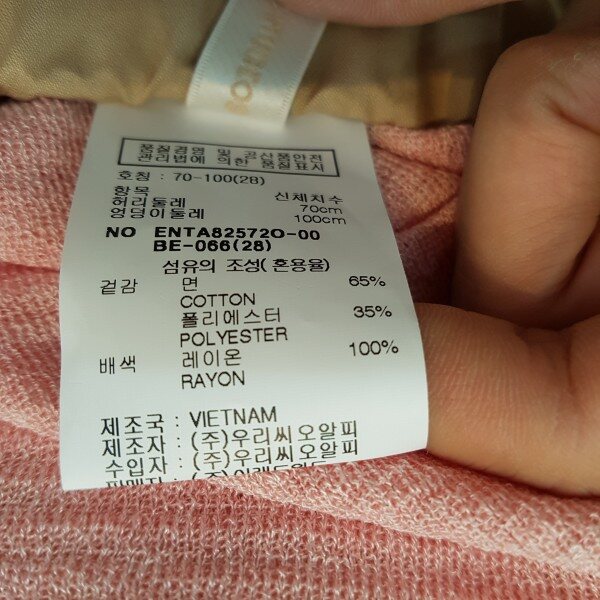 품질경영 및 공산품안전
관리법에 의한 품질표시
호칭 : 70-100(28)
항목 신체치수
허리둘레 70cm
엉덩이둘레 100cm
NO ENTA82572O-00
BE-066(28)
섬유의 조성(혼용율)
겉감 면 65%
COTTON
폴리에스터 35%
POLYESTER
배색 레이온 100%
RAYON
제조국 : VIETNAM
제조자 : (주)우리씨오알피
수입자 : (주)우리씨오알피